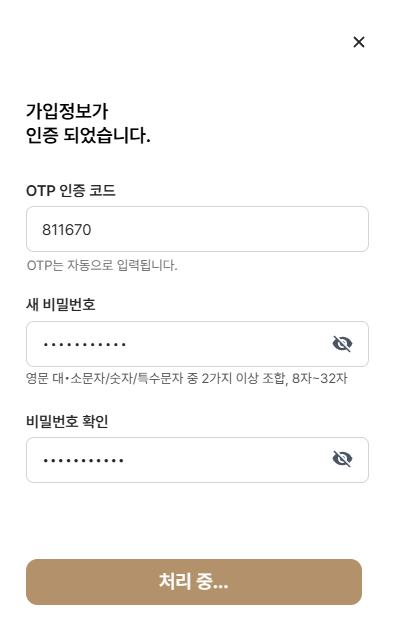 가입정보가
인증 되었습니다.
OTP 인증 코드
811670
OTP는 자동으로 입력됩니다.
새 비밀번호
•••••••••••
영문 대•소문자/숫자/특수문자 중 2가지 이상 조합, 8자~32자
비밀번호 확인
•••••••••••
처리 중...